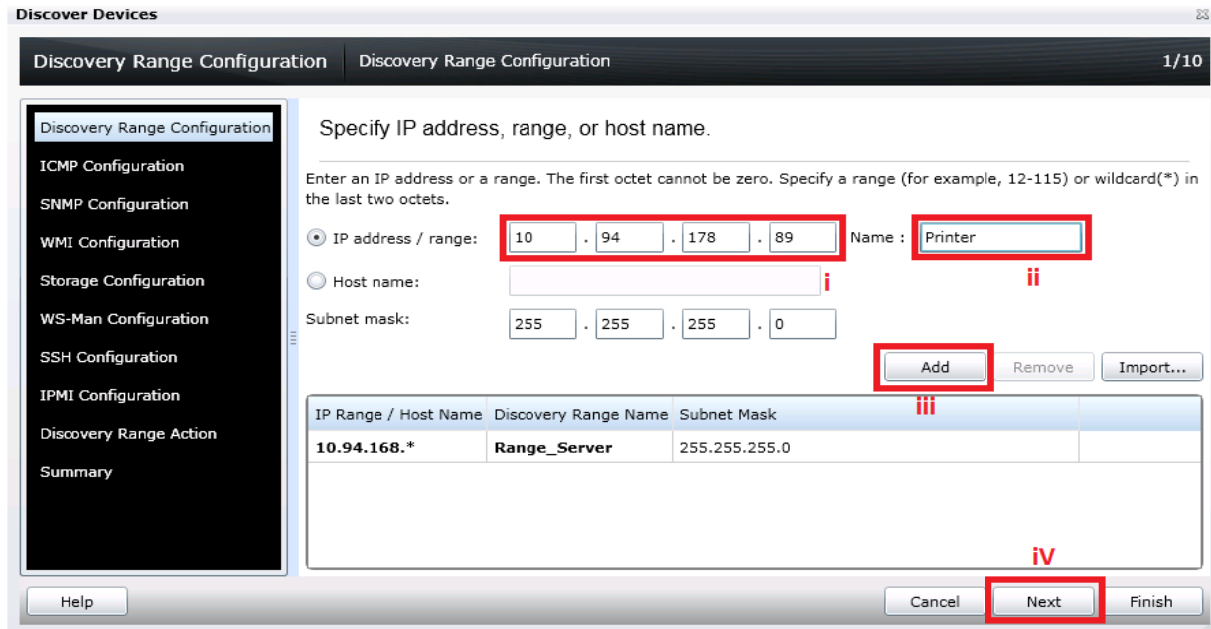 Discover Devices
Discovery Range Configuration Discovery Range Configuration 1/10
Discovery Range Configuration
ICMP Configuration
SNMP Configuration
WMI Configuration
Storage Configuration
WS-Man Configuration
SSH Configuration
IPMI Configuration
Discovery Range Action
Summary
Specify IP address, range, or host name.
Enter an IP address or a range. The first octet cannot be zero. Specify a range (for example, 12-115) or wildcard(*) in
the last two octets.
IP address / range: 10 . 94 . 178 . 89 Name : Printer
Host name: i ii
Subnet mask: 255 . 255 . 255 . 0
Add Remove Import...
iii
IP Range / Host Name Discovery Range Name Subnet Mask
10.94.168.* Range_Server 255.255.255.0
iV
Help Cancel Next Finish